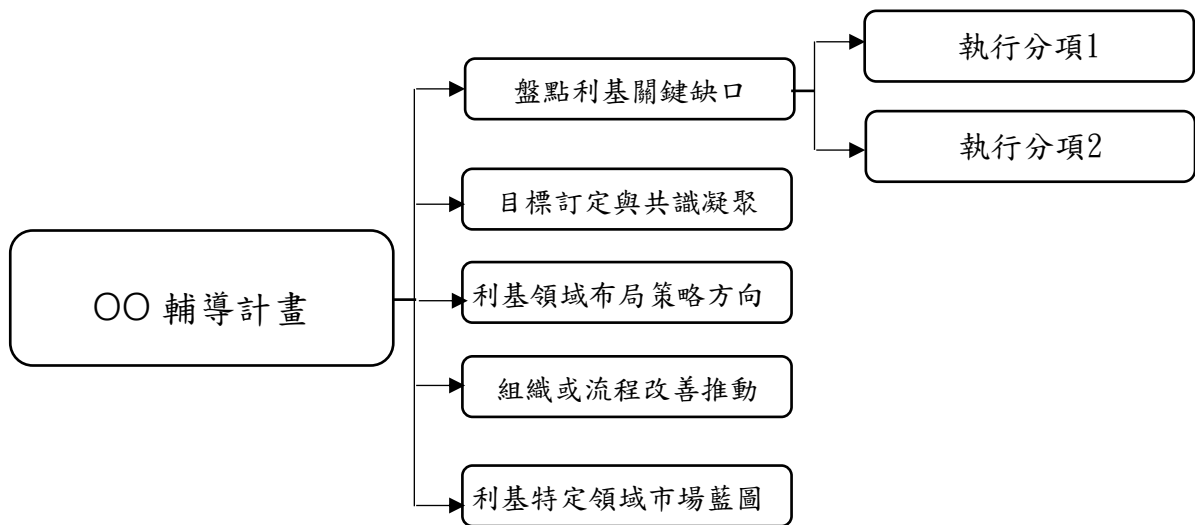 執行分項1
盤點利基關鍵缺口
執行分項2
目標訂定與共識凝聚
OO 輔導計畫
利基領域布局策略方向
組織或流程改善推動
利基特定領域市場藍圖